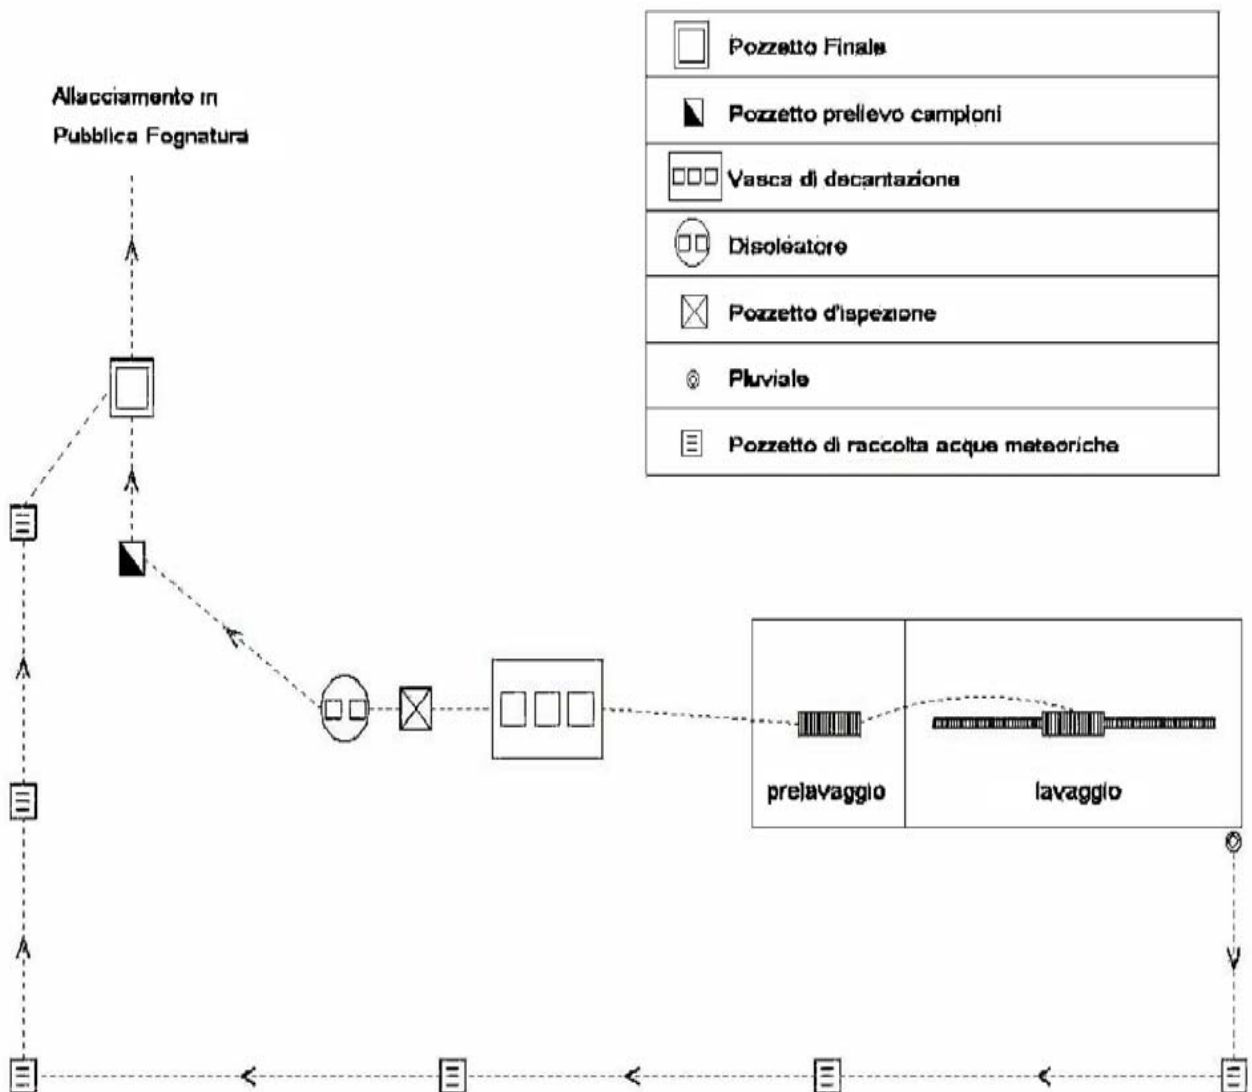 Allacciamento in
Pubblica Fognatura
Pozzetto Finale
Pozzetto prelievo campioni
Vasca di decantazione
Disoleatore
Pozzetto d'ispezione
Pluviale
Pozzetto di raccolta acque meteoriche
prelavaggio
lavaggio